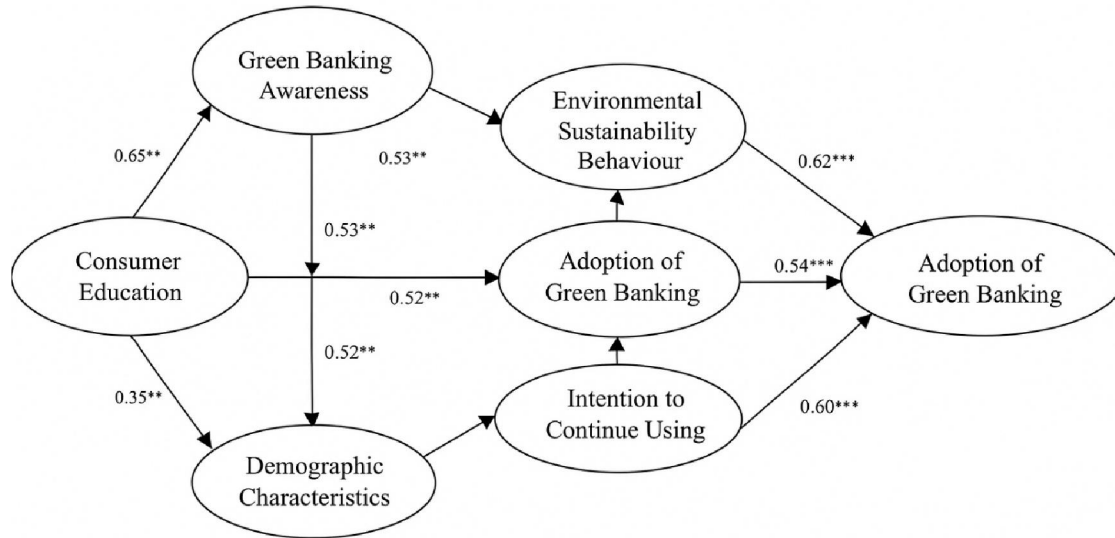 Green Banking
Awareness
Environmental
Sustainability
Behaviour
0.65**
0.53**
0.62***
0.53**
Consumer
Education
Adoption of
Green Banking
Adoption of
Green Banking
0.52**
0.54***
0.52**
0.35**
Intention to
Continue Using
0.60***
Demographic
Characteristics